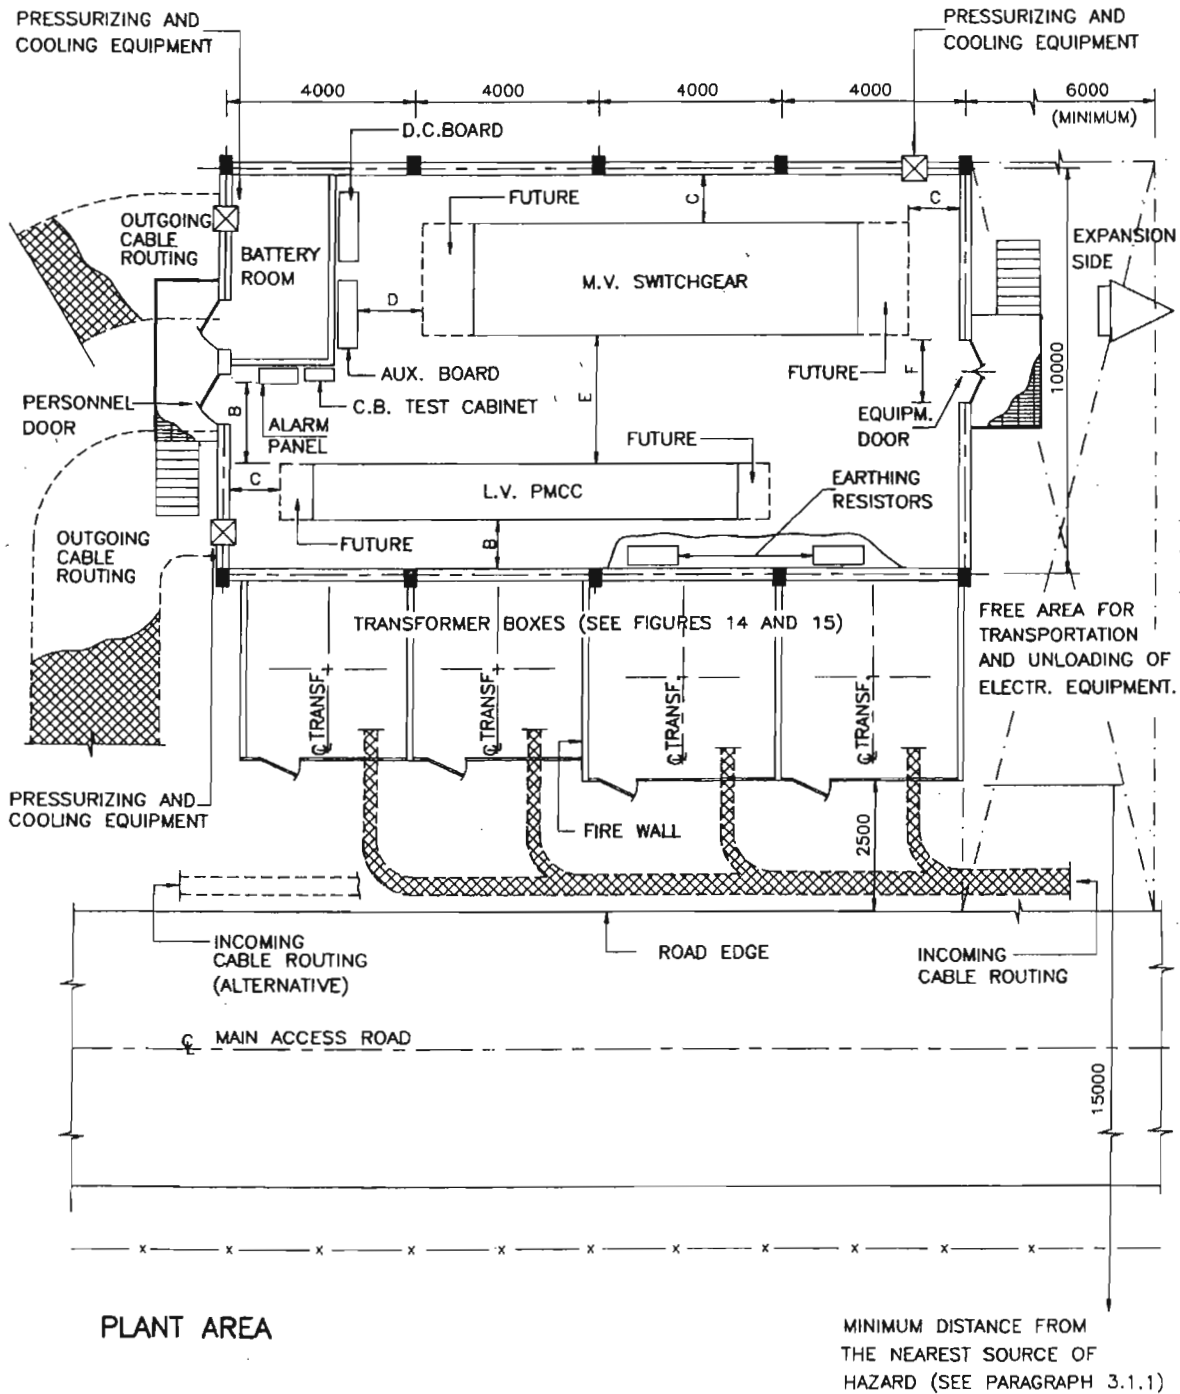 PRESSURIZING AND
COOLING EQUIPMENT
PRESSURIZING AND
COOLING EQUIPMENT
4000
4000
4000
4000
6000
(MINIMUM)
D.C.BOARD
FUTURE
C
C
OUTGOING
CABLE
ROUTING
BATTERY
ROOM
M.V. SWITCHGEAR
EXPANSION
SIDE
D
AUX. BOARD
FUTURE
E
F
10000
C.B. TEST CABINET
PERSONNEL
DOOR
B
ALARM
PANEL
EQUIPM.
DOOR
FUTURE
C
L.V. PMCC
EARTHING
RESISTORS
OUTGOING
CABLE
ROUTING
FUTURE
B
TRANSFORMER BOXES (SEE FIGURES 14 AND 15)
FREE AREA FOR
TRANSPORTATION
AND UNLOADING OF
ELECTR. EQUIPMENT.
℄ TRANSF.
℄ TRANSF.
℄ TRANSF.
℄ TRANSF.
PRESSURIZING AND
COOLING EQUIPMENT
FIRE WALL
2500
INCOMING
CABLE ROUTING
(ALTERNATIVE)
ROAD EDGE
INCOMING
CABLE ROUTING
℄ MAIN ACCESS ROAD
15000
PLANT AREA
MINIMUM DISTANCE FROM
THE NEAREST SOURCE OF
HAZARD (SEE PARAGRAPH 3.1.1)